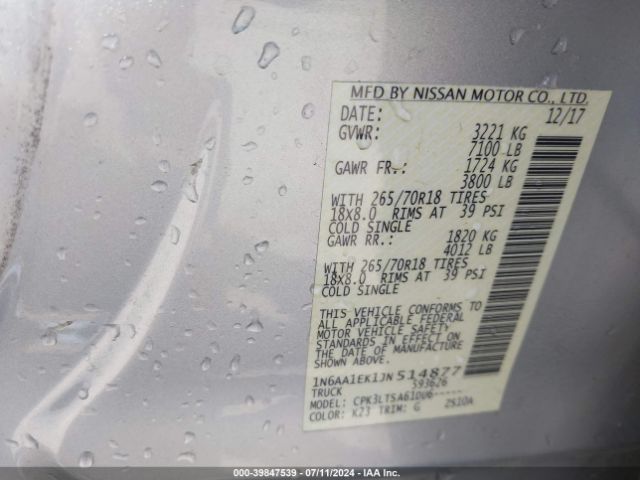 MFD BY NISSAN MOTOR CO., LTD.
DATE: 12/17
GVWR: 3221 KG
7100 LB
GAWR FR.: 1724 KG
3800 LB
WITH 265/70R18 TIRES
18X8.0 RIMS AT 39 PSI
COLD SINGLE
GAWR RR.: 1820 KG
4012 LB
WITH 265/70R18 TIRES
18X8.0 RIMS AT 39 PSI
COLD SINGLE
THIS VEHICLE CONFORMS TO
ALL APPLICABLE FEDERAL
MOTOR VEHICLE SAFETY
STANDARDS IN EFFECT ON
THE DATE OF MANUFACTURE
SHOWN ABOVE.
1N6AA1EK1JN514877
TRUCK 593626
MODEL: CPK3LTSA61DU6-----
COLOR: K23 TRIM: G 2S10A
000-39847539 / 07/11/2024 - IAA Inc.